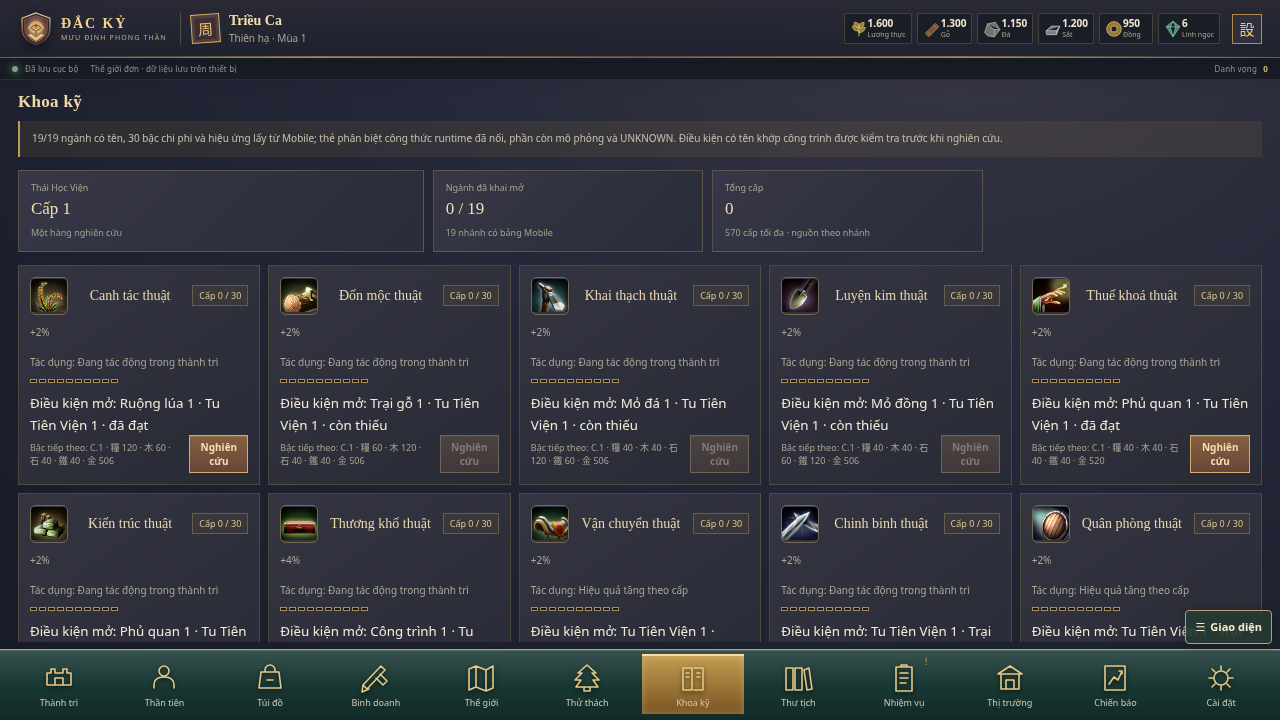 ĐẮC KỶ
MƯU ĐỊNH PHONG THẦN
周
Triều Ca
Thiên hạ · Mùa 1
1.600
Lương thực
1.300
Gỗ
1.150
Đá
1.200
Sắt
950
Đồng
6
Linh ngọc
設
Đã lưu cục bộ
Thế giới đơn · dữ liệu lưu trên thiết bị
Danh vọng 0
Khoa kỹ
19/19 ngành có tên, 30 bậc chi phí và hiệu ứng lấy từ Mobile; thẻ phân biệt công thức runtime đã nối, phần còn mô phỏng và UNKNOWN. Điều kiện có tên khớp công trình được kiểm tra trước khi nghiên cứu.
Thái Học Viện
Cấp 1
Một hàng nghiên cứu
Ngành đã khai mở
0 / 19
19 nhánh có bảng Mobile
Tổng cấp
0
570 cấp tối đa · nguồn theo nhánh
Canh tác thuật
Cấp 0 / 30
+2%
Tác dụng: Đang tác động trong thành trì
Điều kiện mở: Ruộng lúa 1 · Tu
Tiên Viện 1 · đã đạt
Bậc tiếp theo: C.1 · 糧 60 · 木 60 ·
石 40 · 鐵 40 · 金 506
Nghiên
cứu
Đốn mộc thuật
Cấp 0 / 30
+2%
Tác dụng: Đang tác động trong thành trì
Điều kiện mở: Trại gỗ 1 · Tu Tiên
Viện 1 · còn thiếu
Bậc tiếp theo: C.1 · 糧 60 · 木 120 ·
石 40 · 鐵 40 · 金 506
Nghiên
cứu
Khai thạch thuật
Cấp 0 / 30
+2%
Tác dụng: Đang tác động trong thành trì
Điều kiện mở: Mỏ đá 1 · Tu Tiên
Viện 1 · còn thiếu
Bậc tiếp theo: C.1 · 糧 40 · 木 40 · 石
120 · 鐵 60 · 金 506
Nghiên
cứu
Luyện kim thuật
Cấp 0 / 30
+2%
Tác dụng: Đang tác động trong thành trì
Điều kiện mở: Mỏ đồng 1 · Tu Tiên
Viện 1 · còn thiếu
Bậc tiếp theo: C.1 · 糧 40 · 木 40 · 石
60 · 鐵 120 · 金 506
Nghiên
cứu
Thuế khoá thuật
Cấp 0 / 30
+2%
Tác dụng: Đang tác động trong thành trì
Điều kiện mở: Phủ quan 1 · Tu Tiên
Viện 1 · đã đạt
Bậc tiếp theo: C.1 · 糧 40 · 木 40 · 石
40 · 鐵 40 · 金 520
Nghiên
cứu
Kiến trúc thuật
Cấp 0 / 30
+2%
Tác dụng: Đang tác động trong thành trì
Điều kiện mở: Phủ quan 1 · Tu Tiên
Thương khố thuật
Cấp 0 / 30
+4%
Tác dụng: Đang tác động trong thành trì
Điều kiện mở: Công trình 1 · Tu
Vận chuyển thuật
Cấp 0 / 30
+2%
Tác dụng: Hiệu quả tăng theo cấp
Điều kiện mở: Tu Tiên Viện 1 ·
Chinh binh thuật
Cấp 0 / 30
+2%
Tác dụng: Đang tác động trong thành trì
Điều kiện mở: Tu Tiên Viện 1 · Trại
Quân phòng thuật
Cấp 0 / 30
+2%
Tác dụng: Hiệu quả tăng theo cấp
Điều kiện mở: Tu Tiên
☰ Giao diện
Thành trì
Thần tiên
Túi đồ
Binh doanh
Thế giới
Thử thách
Khoa kỹ
Thư tịch
Nhiệm vụ
!
Thị trường
Chiến báo
Cài đặt